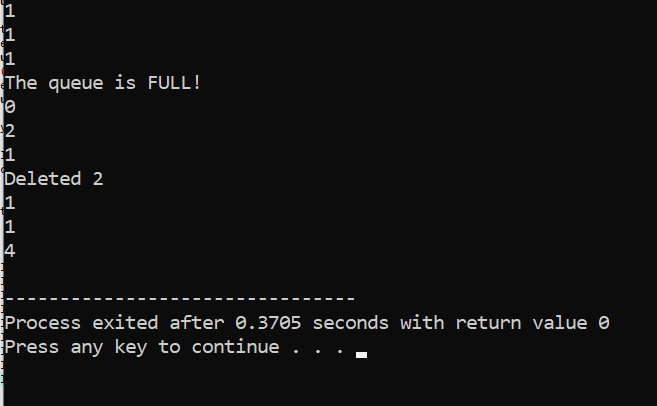 1
1
1
The queue is FULL!
0
2
1
Deleted 2
1
1
4
--------------------------------
Process exited after 0.3705 seconds with return value 0
Press any key to continue . . .